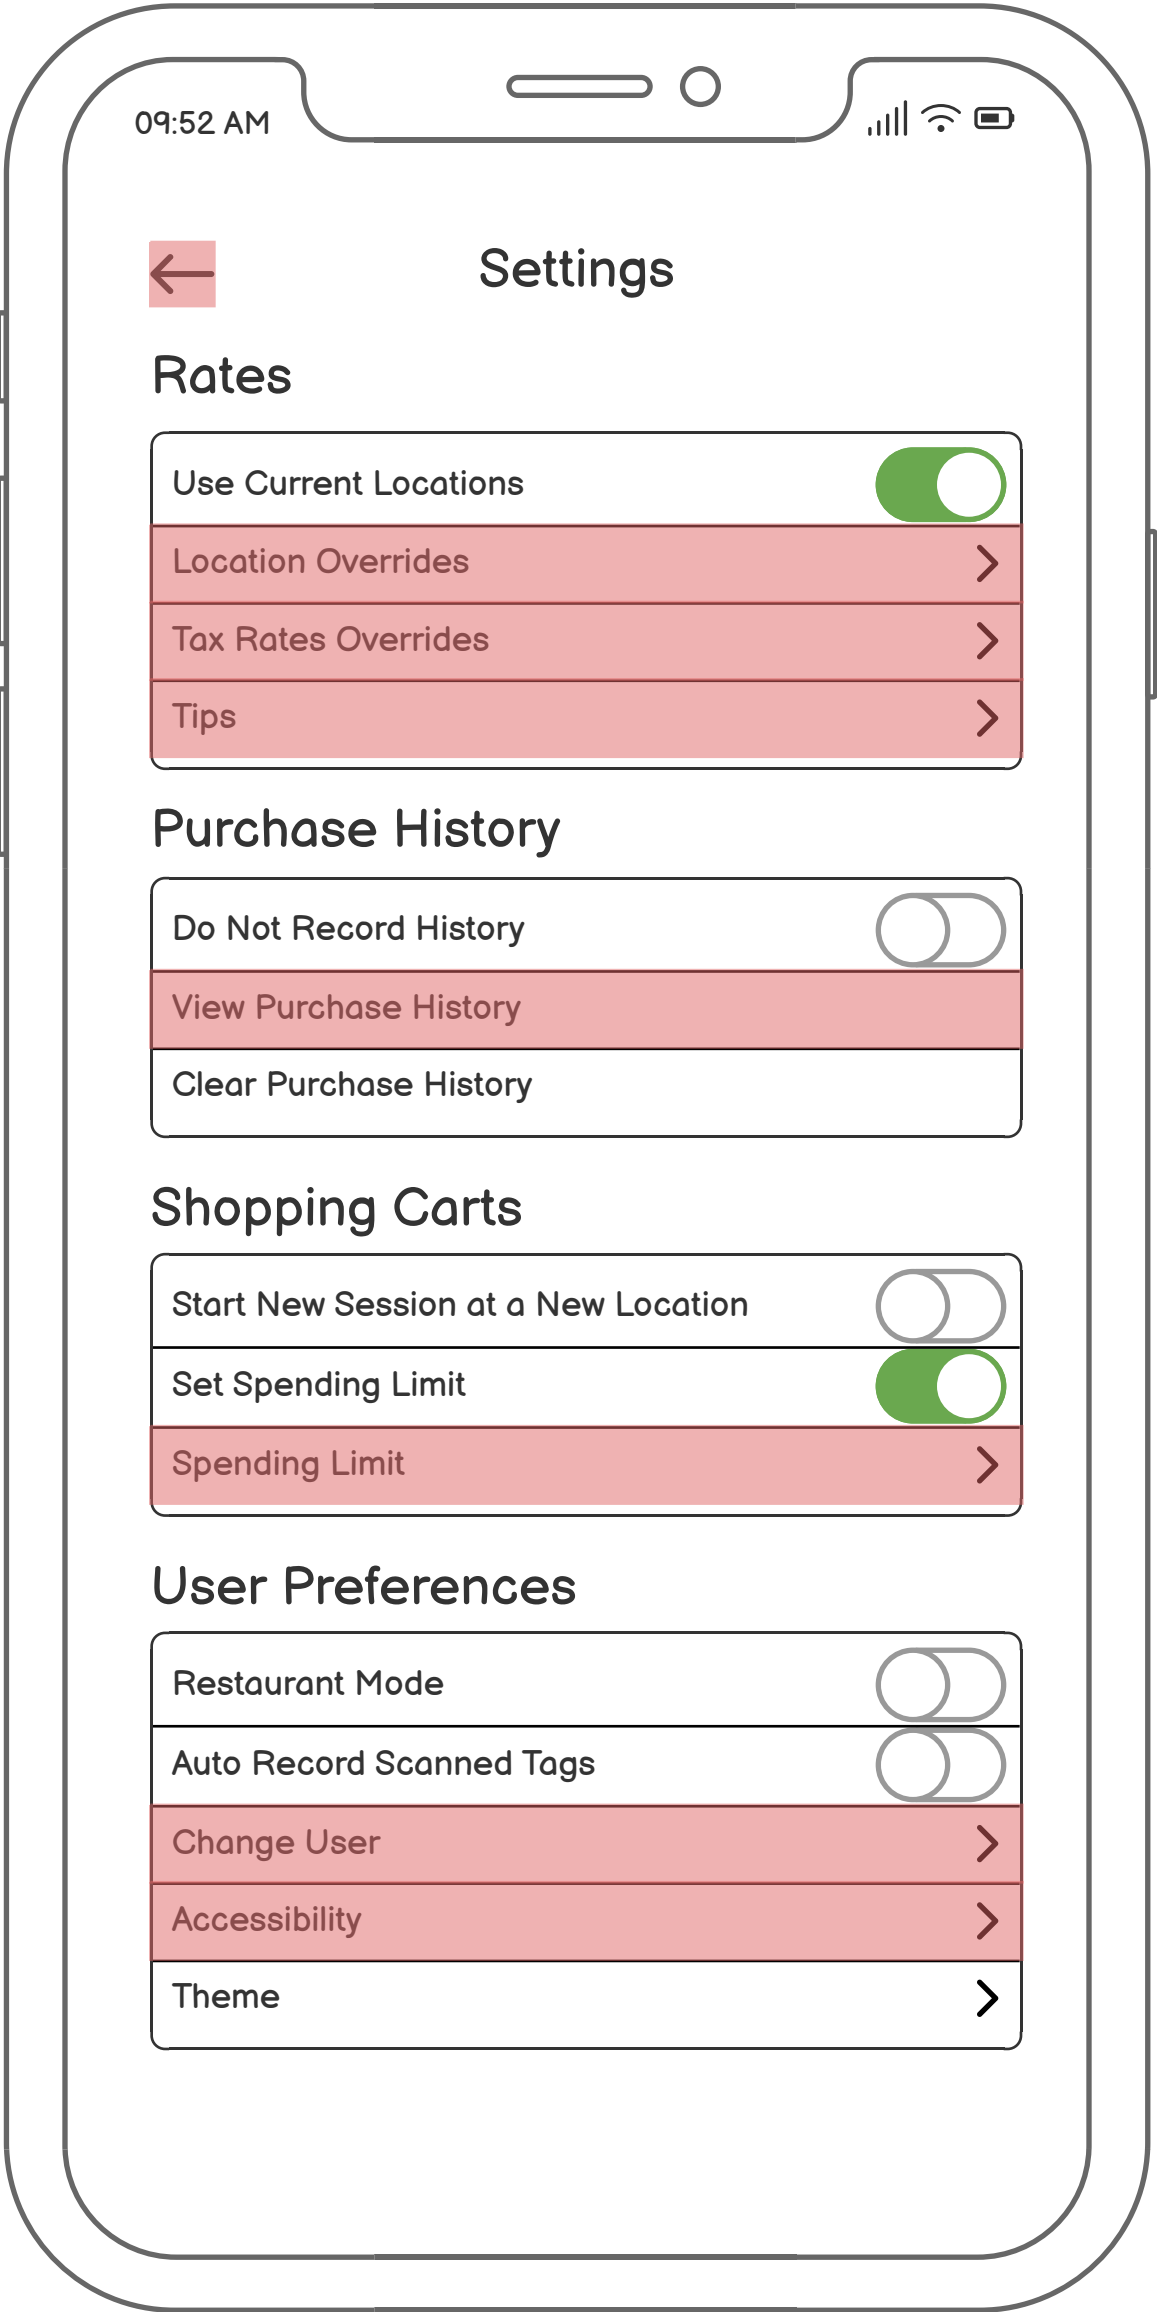 09:52 AM
Settings
Rates
Use Current Locations
Location Overrides
Tax Rates Overrides
Tips
Purchase History
Do Not Record History
View Purchase History
Clear Purchase History
Shopping Carts
Start New Session at a New Location
Set Spending Limit
Spending Limit
User Preferences
Restaurant Mode
Auto Record Scanned Tags
Change User
Accessibility
Theme